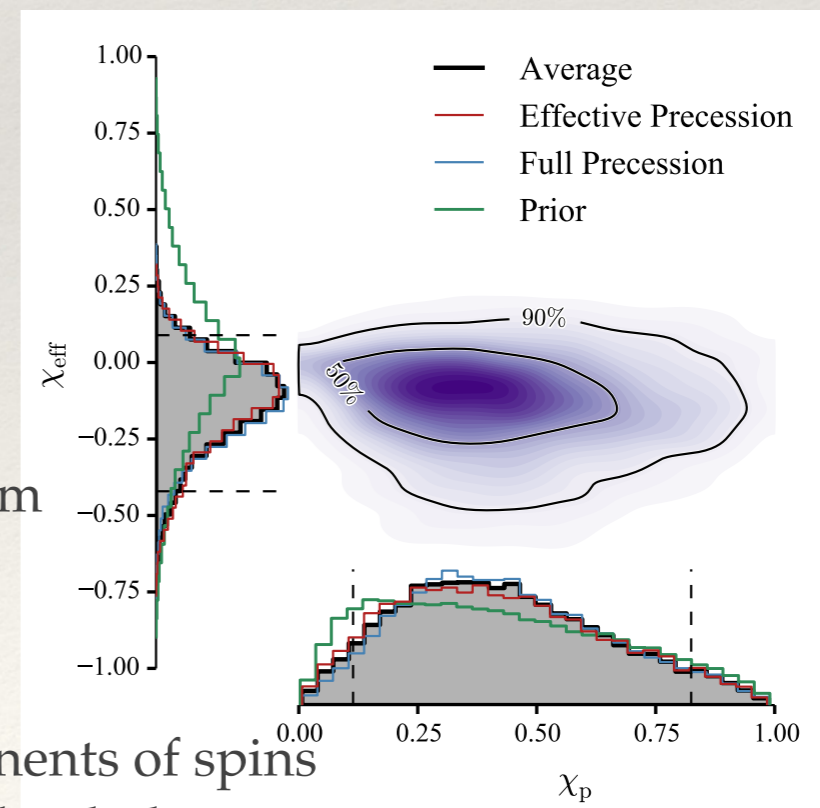 1.00
0.75
0.50
0.25
0.00
−0.25
−0.50
−0.75
−1.00
χeff
Average
Effective Precession
Full Precession
Prior
90%
50%
0.00 0.25 0.50 0.75 1.00
χp
m
nents of spins